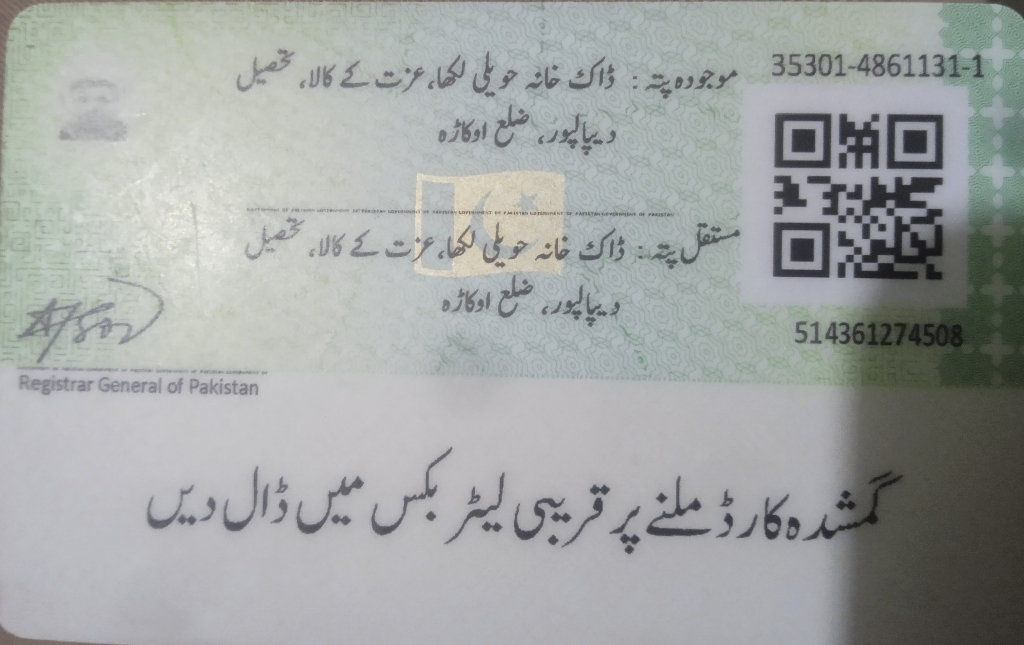 35301-4861131-1
موجودہ پتہ : ڈاک خانہ حویلی لکھا، عزت کے کالا، تحصیل
دیپالپور، ضلع اوکاڑہ
مستقل پتہ : ڈاک خانہ حویلی لکھا، عزت کے کالا، تحصیل
دیپالپور، ضلع اوکاڑہ
514361274508
Registrar General of Pakistan
گمشدہ کارڈ ملنے پر قریبی لیٹر بکس میں ڈال دیں